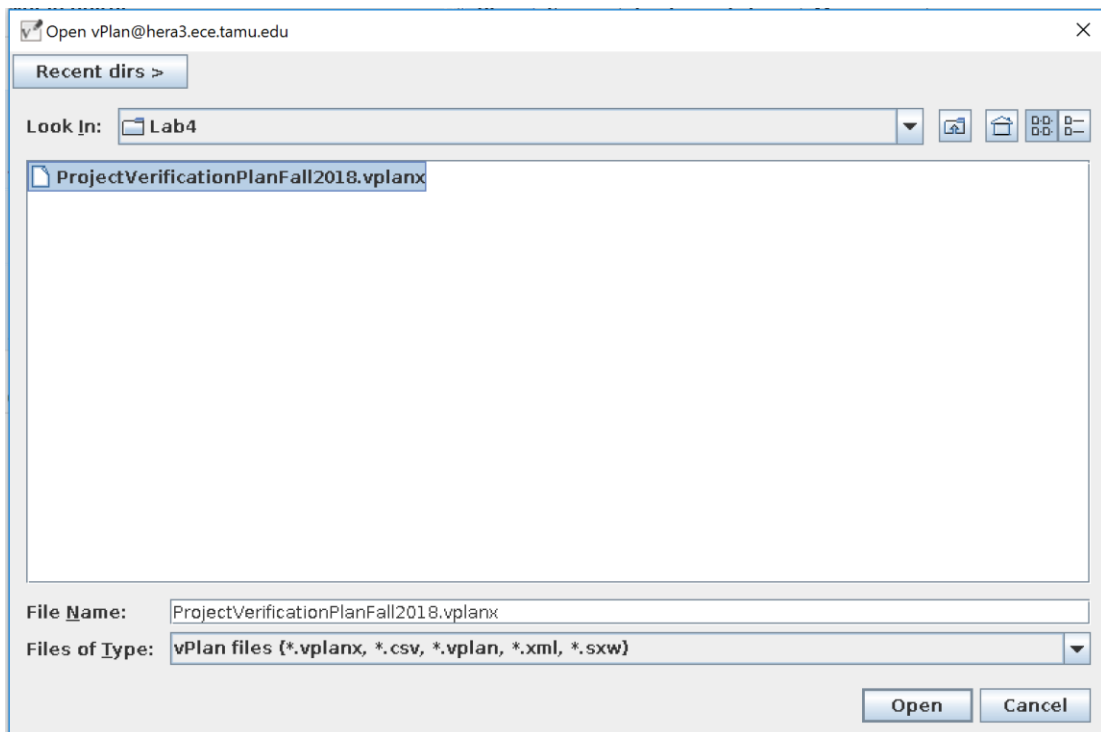 Open vPlan@hera3.ece.tamu.edu
Recent dirs >
Look In: Lab4
ProjectVerificationPlanFall2018.vplanx
File Name: ProjectVerificationPlanFall2018.vplanx
Files of Type: vPlan files (*.vplanx, *.csv, *.vplan, *.xml, *.sxw)
Open Cancel